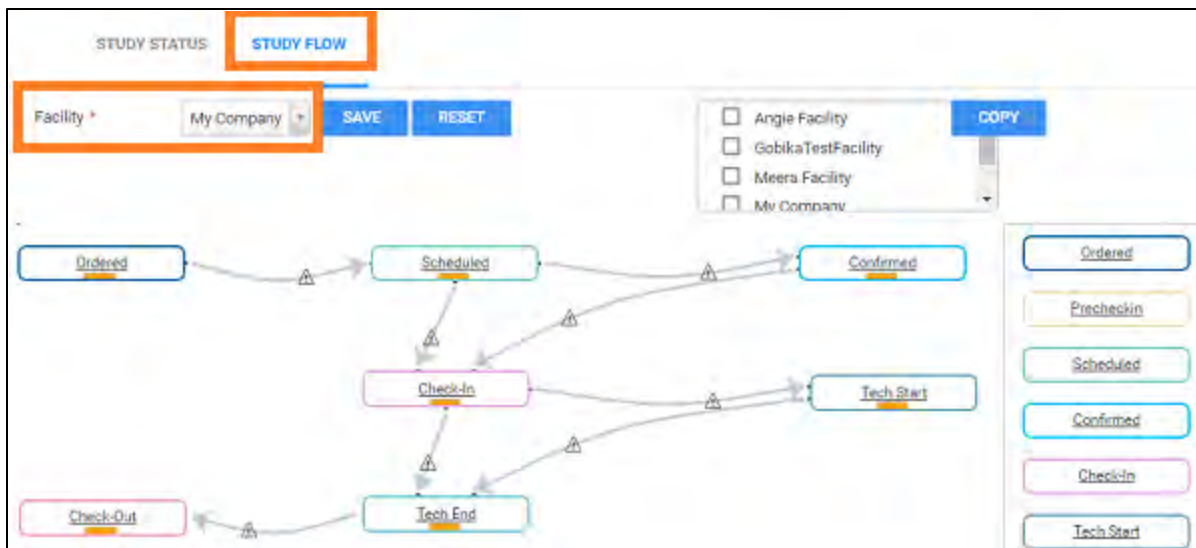 STUDY STATUS STUDY FLOW
Facility * My Company SAVE RESET
Angie Facility COPY
GobikaTestFacility
Meera Facility
My Company
Ordered Scheduled Confirmed
Check-In Tech Start
Check-Out Tech End
Ordered
Precheckin
Scheduled
Confirmed
Check-In
Tech Start